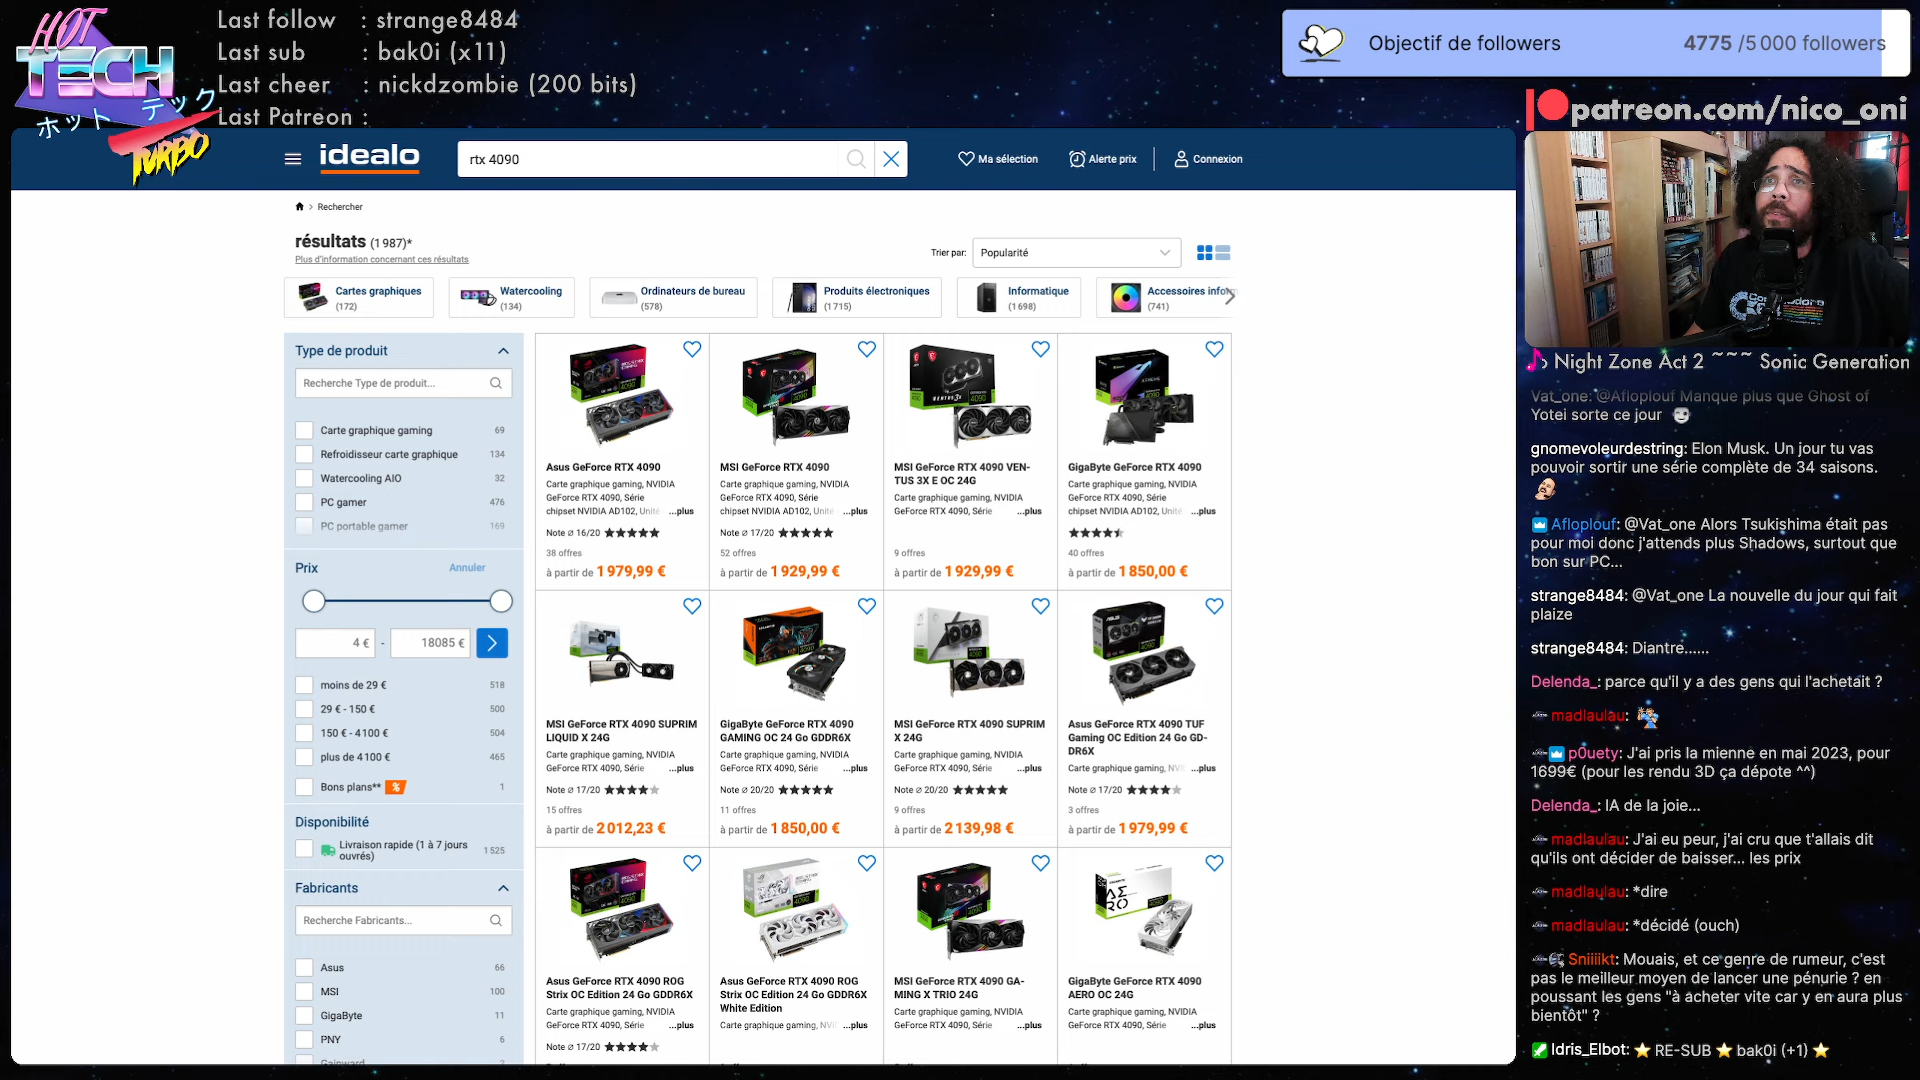 HOT
TECH
ホット テック
TURBO
Last follow : strange8484
Last sub : bak0i (x11)
Last cheer : nickdzombie (200 bits)
Last Patreon :
Objectif de followers
4775 /5 000 followers
patreon.com/nico_oni
idealo
rtx 4090
Ma sélection
Alerte prix
Connexion
Rechercher
résultats (1 987)*
Plus d'information concernant ces résultats
Trier par:
Popularité
Cartes graphiques
(172)
Watercooling
(134)
Ordinateurs de bureau
(578)
Produits électroniques
(1 715)
Informatique
(1 698)
Accessoires inform
(741)
Type de produit
Recherche Type de produit...
Carte graphique gaming 69
Refroidisseur carte graphique 134
Watercooling AIO 32
PC gamer 476
PC portable gamer 169
Prix
Annuler
4 € - 18085 €
moins de 29 € 518
29 € - 150 € 500
150 € - 4 100 € 504
plus de 4 100 € 465
Bons plans** % 1
Disponibilité
Livraison rapide (1 à 7 jours
ouvrés) 1 525
Fabricants
Recherche Fabricants...
Asus 66
MSI 100
GigaByte 11
PNY 6
Gainward 2
Asus GeForce RTX 4090
Carte graphique gaming, NVIDIA
GeForce RTX 4090, Série
chipset NVIDIA AD102, Unité ...plus
Note ∅ 16/20
38 offres
à partir de 1 979,99 €
MSI GeForce RTX 4090
Carte graphique gaming, NVIDIA
GeForce RTX 4090, Série
chipset NVIDIA AD102, Unité ...plus
Note ∅ 17/20
52 offres
à partir de 1 929,99 €
MSI GeForce RTX 4090 VEN-
TUS 3X E OC 24G
Carte graphique gaming, NVIDIA
GeForce RTX 4090, Série ...plus
9 offres
à partir de 1 929,99 €
GigaByte GeForce RTX 4090
Carte graphique gaming, NVIDIA
GeForce RTX 4090, Série
chipset NVIDIA AD102, Unité ...plus
40 offres
à partir de 1 850,00 €
MSI GeForce RTX 4090 SUPRIM
LIQUID X 24G
Carte graphique gaming, NVIDIA
GeForce RTX 4090, Série ...plus
Note ∅ 17/20
15 offres
à partir de 2 012,23 €
GigaByte GeForce RTX 4090
GAMING OC 24 Go GDDR6X
Carte graphique gaming, NVIDIA
GeForce RTX 4090, Série ...plus
Note ∅ 20/20
11 offres
à partir de 1 850,00 €
MSI GeForce RTX 4090 SUPRIM
X 24G
Carte graphique gaming, NVIDIA
GeForce RTX 4090, Série ...plus
Note ∅ 20/20
9 offres
à partir de 2 139,98 €
Asus GeForce RTX 4090 TUF
Gaming OC Edition 24 Go GD-
DR6X
Carte graphique gaming, NV ...plus
Note ∅ 17/20
3 offres
à partir de 1 979,99 €
Asus GeForce RTX 4090 ROG
Strix OC Edition 24 Go GDDR6X
Carte graphique gaming, NVIDIA
GeForce RTX 4090, Série ...plus
Note ∅ 17/20
Asus GeForce RTX 4090 ROG
Strix OC Edition 24 Go GDDR6X
White Edition
Carte graphique gaming, NVI ...plus
MSI GeForce RTX 4090 GA-
MING X TRIO 24G
Carte graphique gaming, NVIDIA
GeForce RTX 4090, Série ...plus
GigaByte GeForce RTX 4090
AERO OC 24G
Carte graphique gaming, NVIDIA
GeForce RTX 4090, Série ...plus
Night Zone Act 2 ~~~ Sonic Generation
Vat_one: @Afloplouf Manque plus que Ghost of
Yotei sorte ce jour
gnomevoleurdestring: Elon Musk. Un jour tu vas
pouvoir sortir une série complète de 34 saisons.
Afloplouf: @Vat_one Alors Tsukishima était pas
pour moi donc j'attends plus Shadows, surtout que
bon sur PC...
strange8484: @Vat_one La nouvelle du jour qui fait
plaize
strange8484: Diantre......
Delenda_: parce qu'il y a des gens qui l'achetait ?
madlaulau:
p0uety: J'ai pris la mienne en mai 2023, pour
1699€ (pour les rendu 3D ça dépote ^^)
Delenda_: IA de la joie...
madlaulau: J'ai eu peur, j'ai cru que t'allais dit
qu'ils ont décider de baisser... les prix
madlaulau: *dire
madlaulau: *décidé (ouch)
Sniiiikt: Mouais, et ce genre de rumeur, c'est
pas le meilleur moyen de lancer une pénurie ? en
poussant les gens "à acheter vite car y en aura plus
bientôt" ?
Idris_Elbot: ⭐ RE-SUB ⭐ bak0i (+1) ⭐